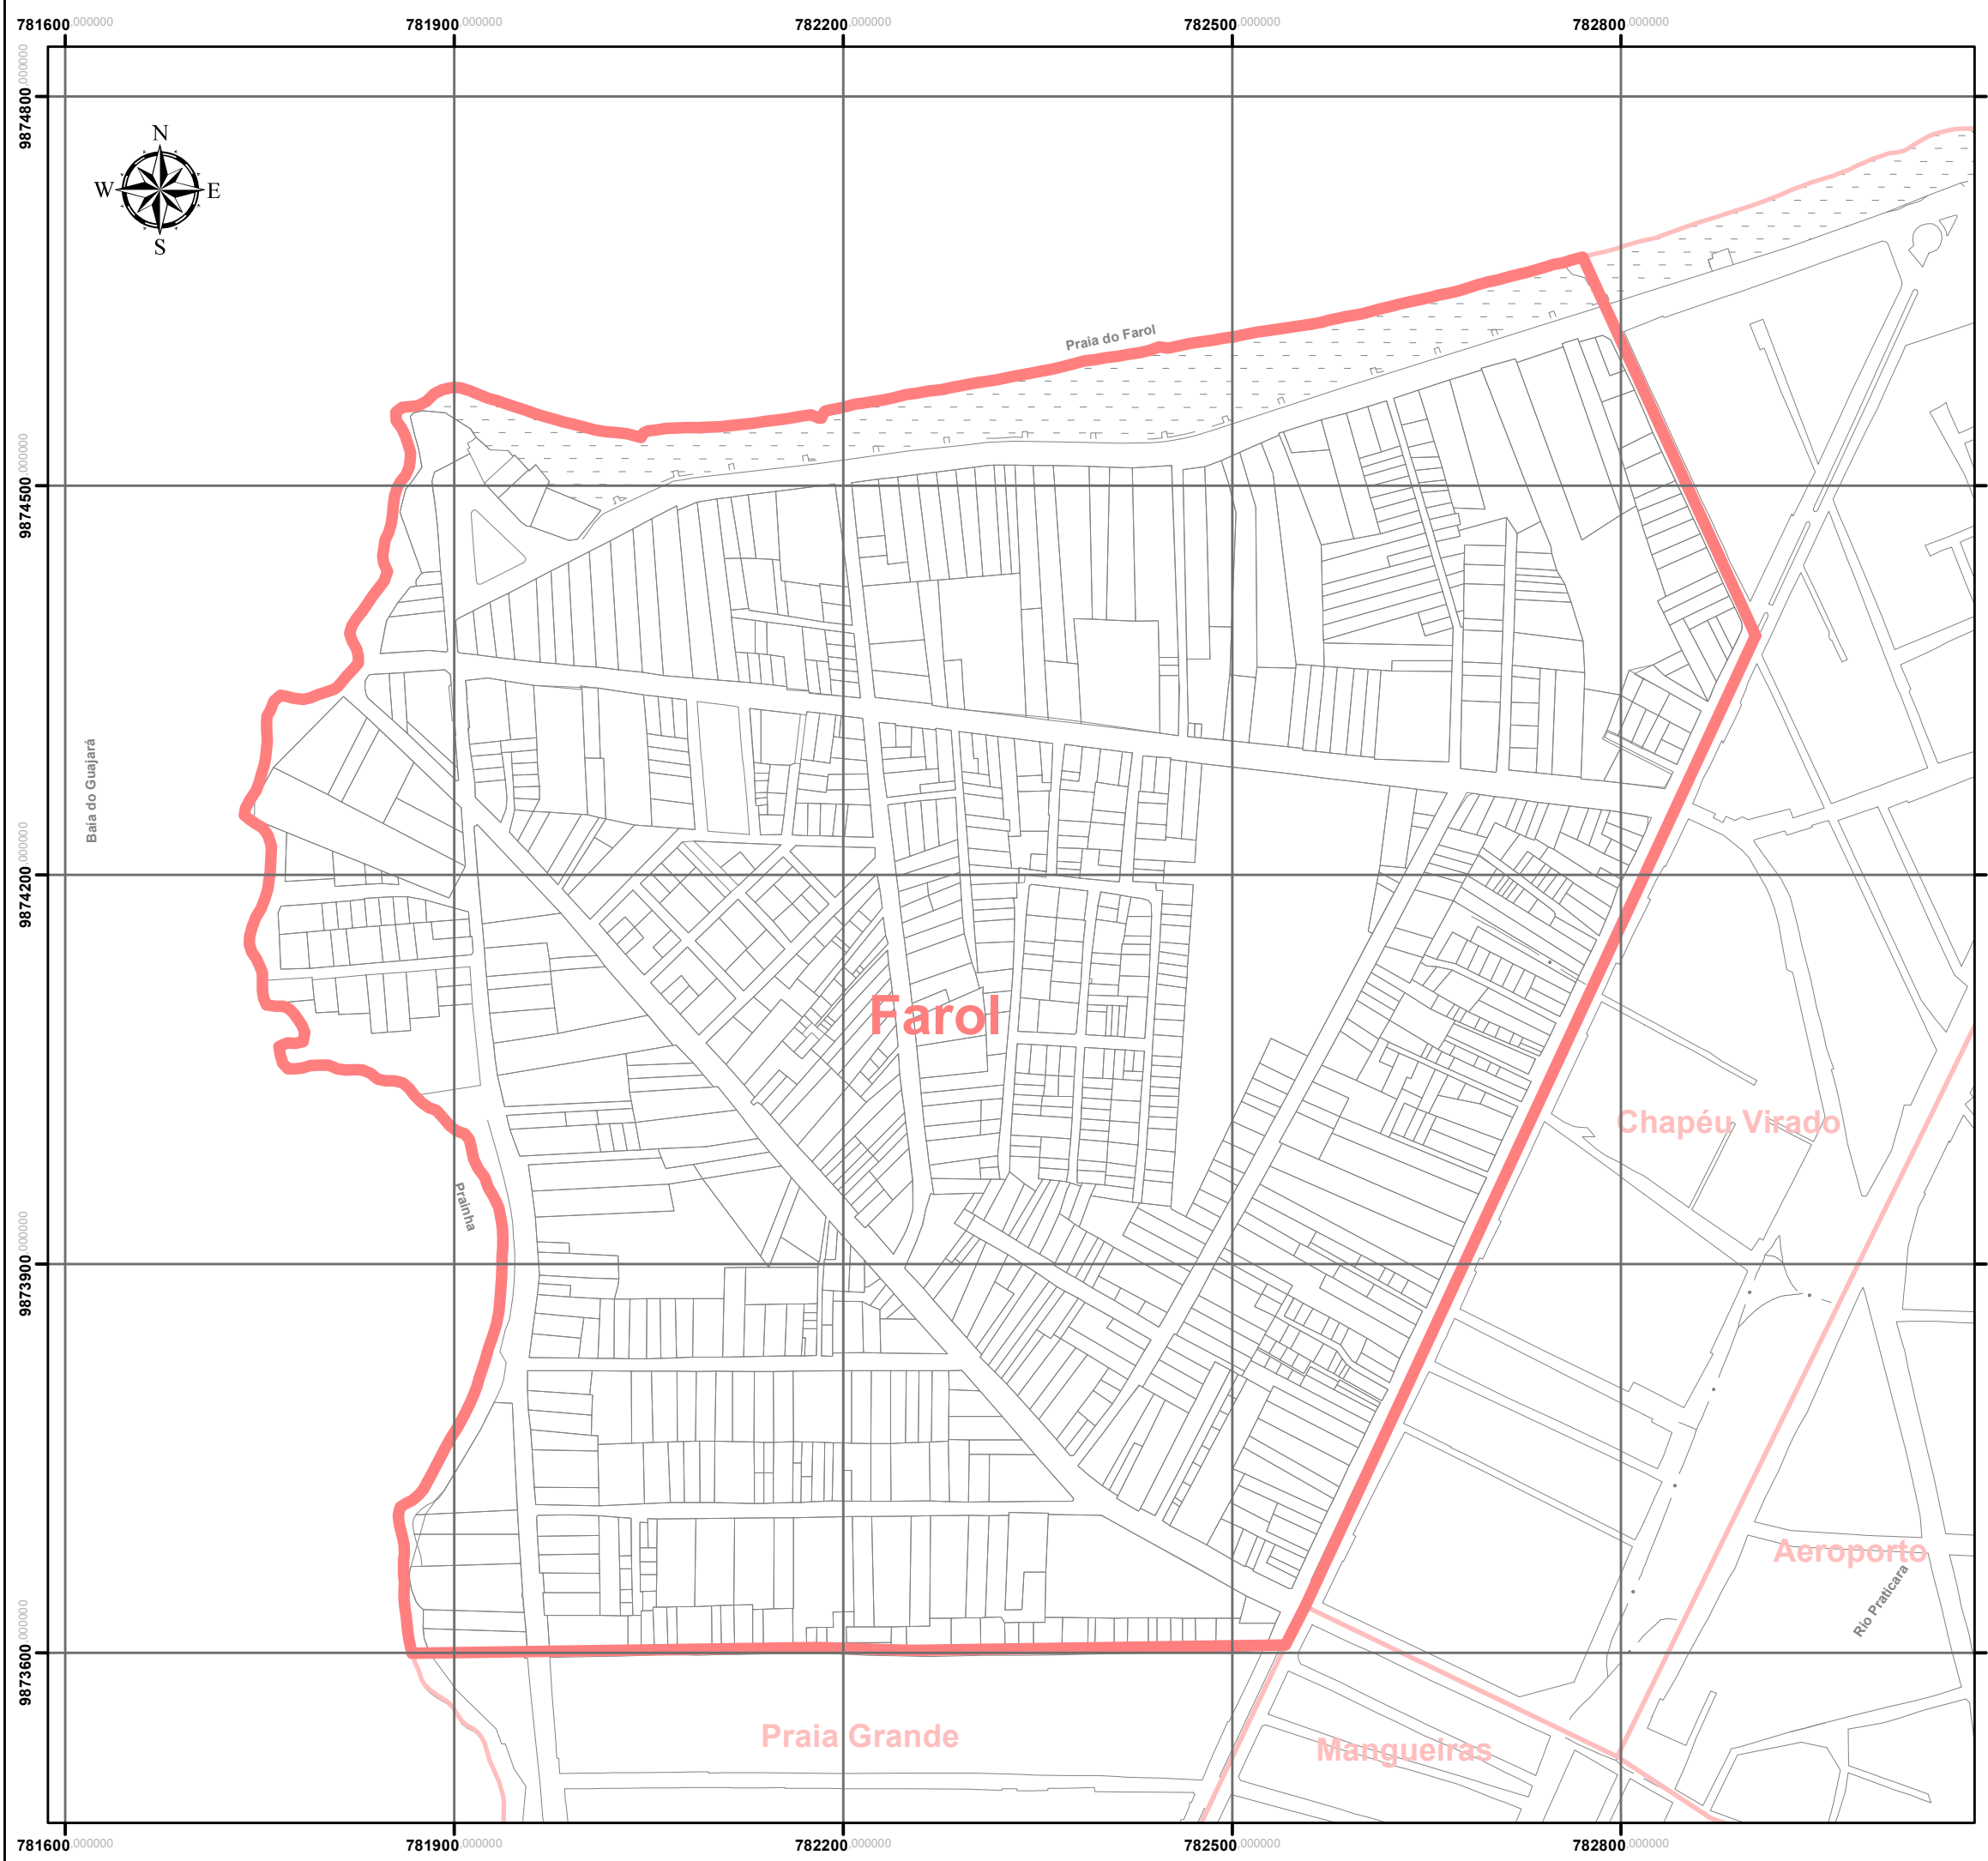 781600.000000 781900.000000 782200.000000 782500.000000 782800.000000
9874800.000000
N
W E
S
Praia do Farol
9874500.000000
Baía do Guajará
9874200.000000
Farol
Chapéu Virado
Prainha
9873900.000000
Aeroporto
Rio Praticara
9873600.000000
Praia Grande
Mangueiras
781600.000000 781900.000000 782200.000000 782500.000000 782800.000000